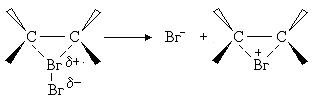 C C
Br δ+
Br δ−
Br⁻ +
C C
+
Br